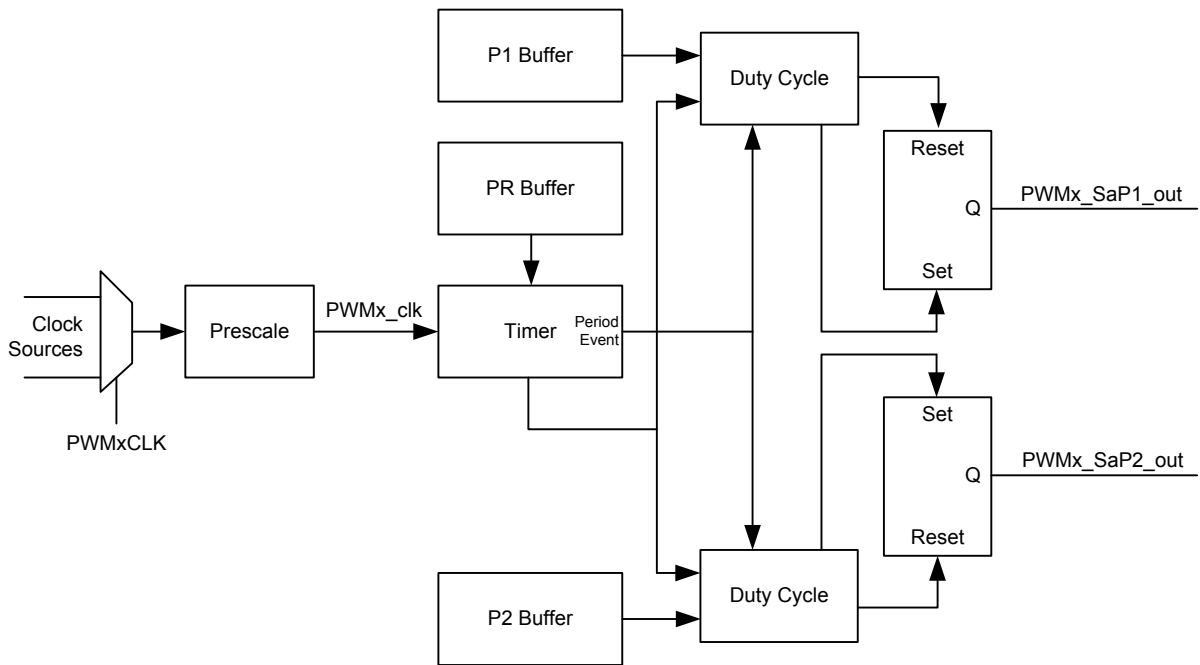 P1 Buffer
Duty Cycle
Reset
Q
Set
PWMx_SaP1_out
PR Buffer
Clock
Sources
PWMxCLK
Prescale
PWMx_clk
Timer
Period
Event
Set
Q
Reset
PWMx_SaP2_out
P2 Buffer
Duty Cycle